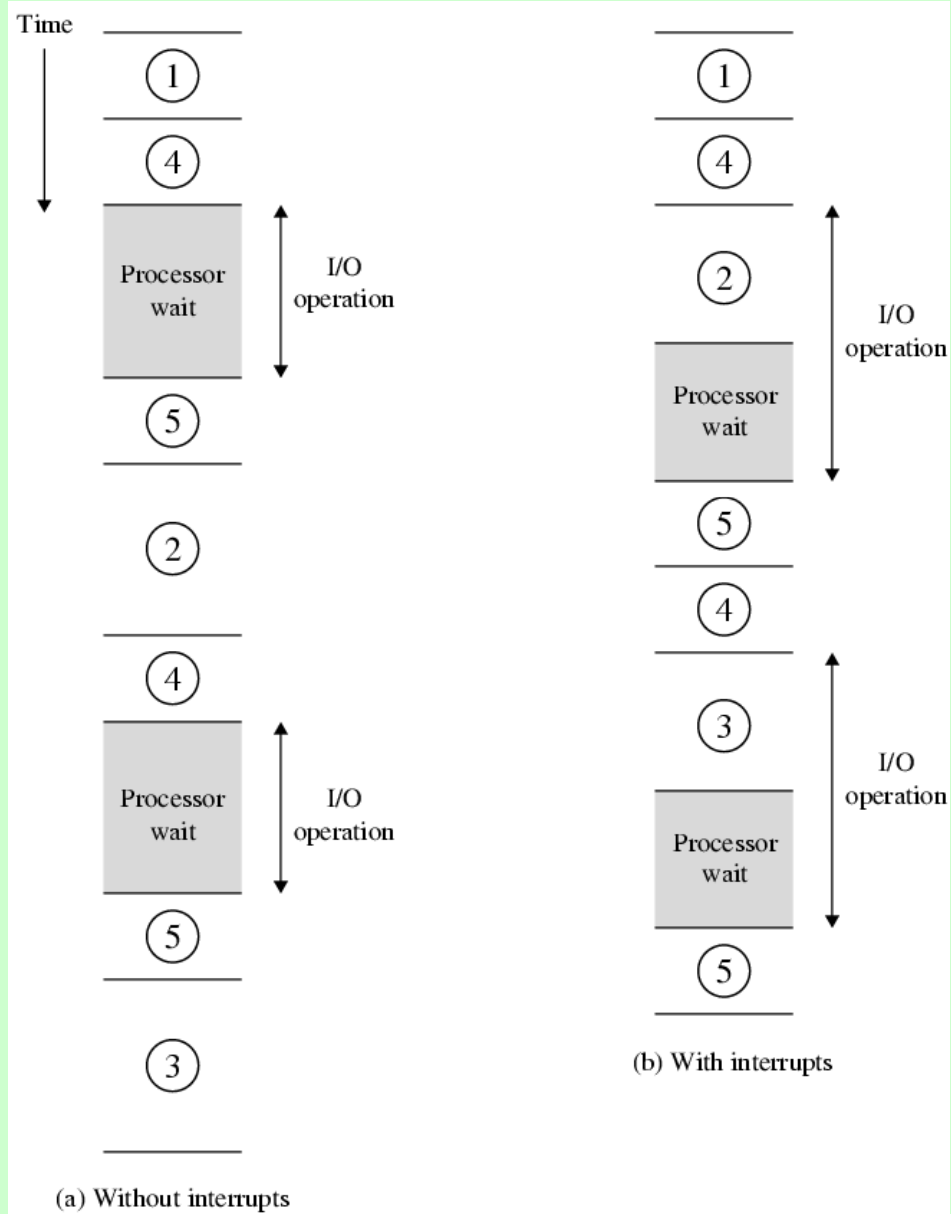 Time
1
4
Processor
wait
I/O
operation
5
2
4
Processor
wait
I/O
operation
5
3
(a) Without interrupts
1
4
2
I/O
operation
Processor
wait
5
4
3
I/O
operation
Processor
wait
5
(b) With interrupts